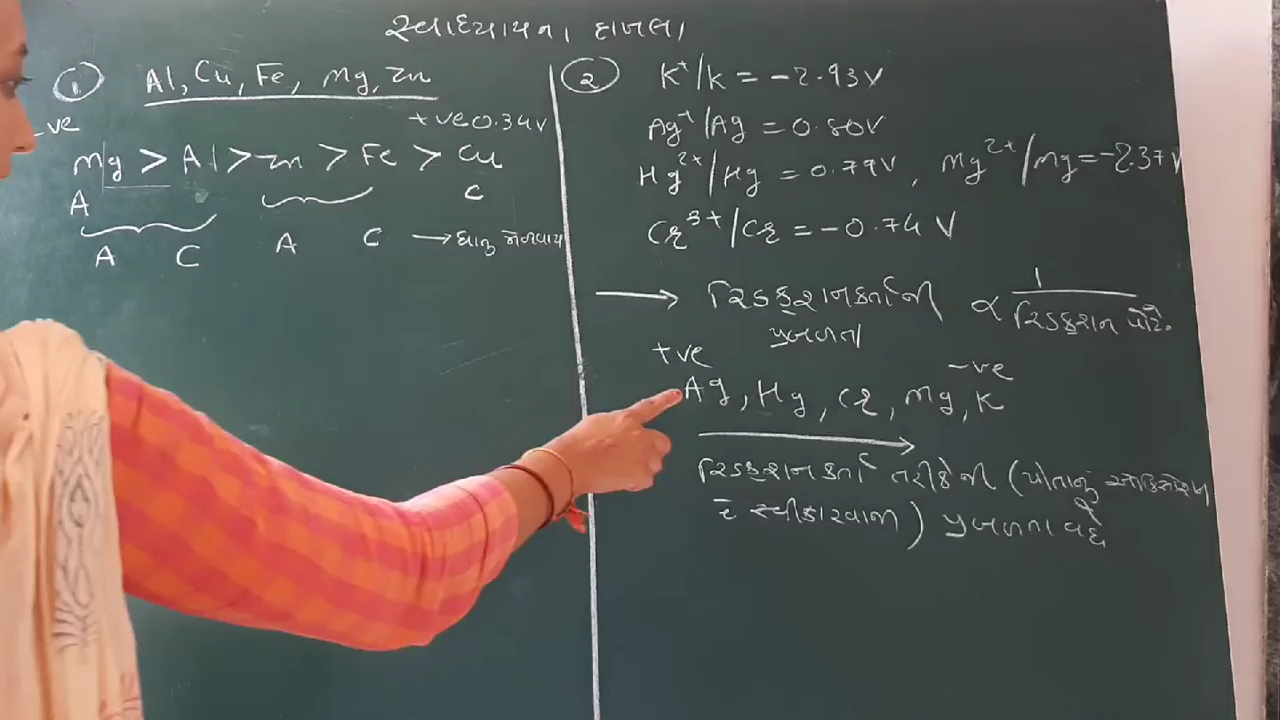 સ્વાધ્યાયના દાખલા
① Al, Cu, Fe, Mg, Zn
-ve +ve 0.34V
Mg > Al > Zn > Fe > Cu
A C
A C A C → ધાતુ મેળવાય
② K⁺/K = -2.93V
Ag⁺/Ag = 0.80V
Hg²⁺/Hg = 0.79V, Mg²⁺/Mg = -2.37V
Cr³⁺/Cr = -0.74 V
→ રિડક્શનકર્તાની પ્રબળતા ∝ 1/રિડક્શન પોટે.
+ve -ve
Ag, Hg, Cr, Mg, K
→
રિડક્શનકર્તા તરીકેની (પોતાનું ઓક્સિડેશન
સ્વીકારવાની) પ્રબળતા વધે